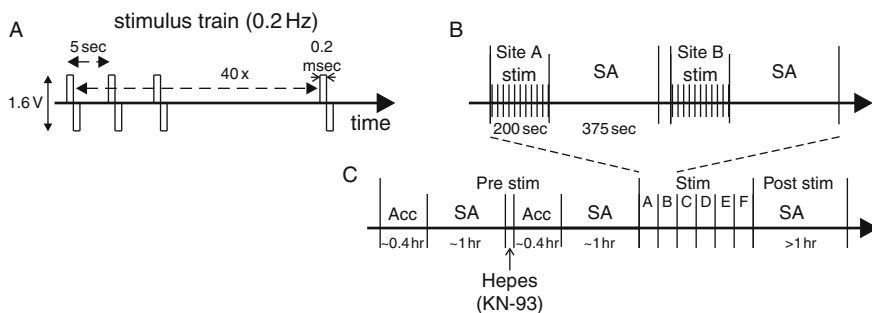 A
stimulus train (0.2 Hz)
5 sec
0.2
msec
40 x
1.6 V
time
B
Site A
stim
SA
Site B
stim
SA
200 sec
375 sec
C
Pre stim
Stim
Post stim
Acc
SA
Acc
SA
A
B
C
D
E
F
SA
~0.4 hr
~1 hr
~0.4 hr
~1 hr
>1 hr
Hepes
(KN-93)